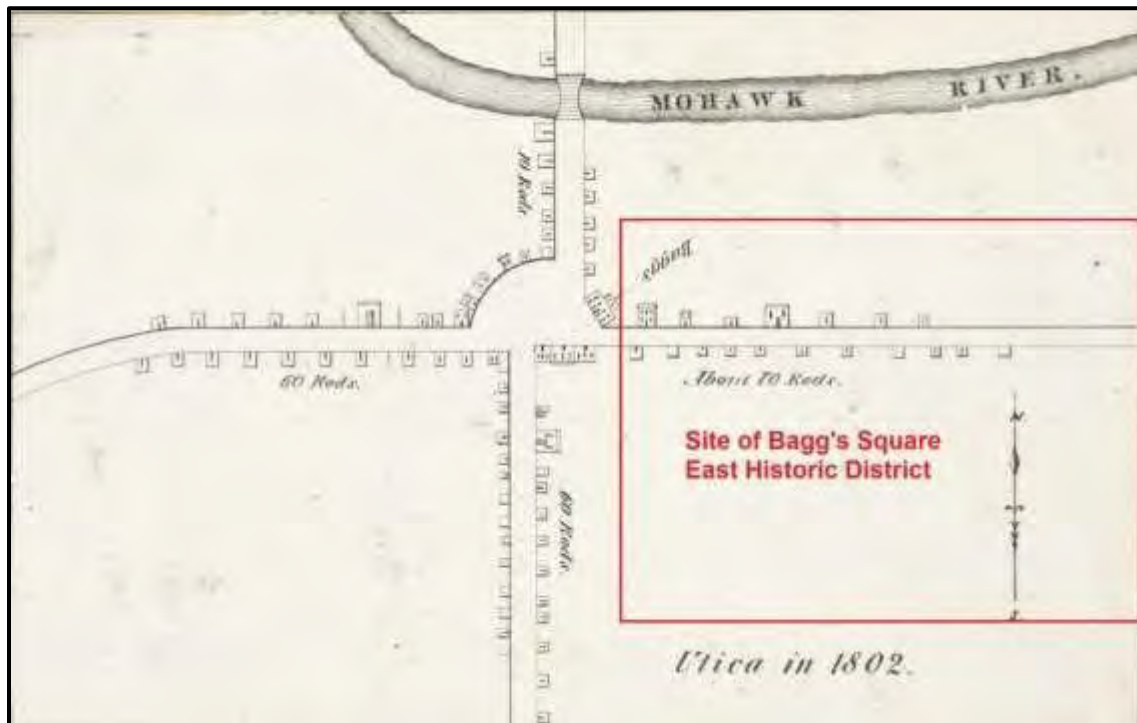 MOHAWK RIVER.
10 Rods
Baggs
60 Rods.
About 70 Rods.
Site of Bagg's Square
East Historic District
60 Rods.
Utica in 1802.